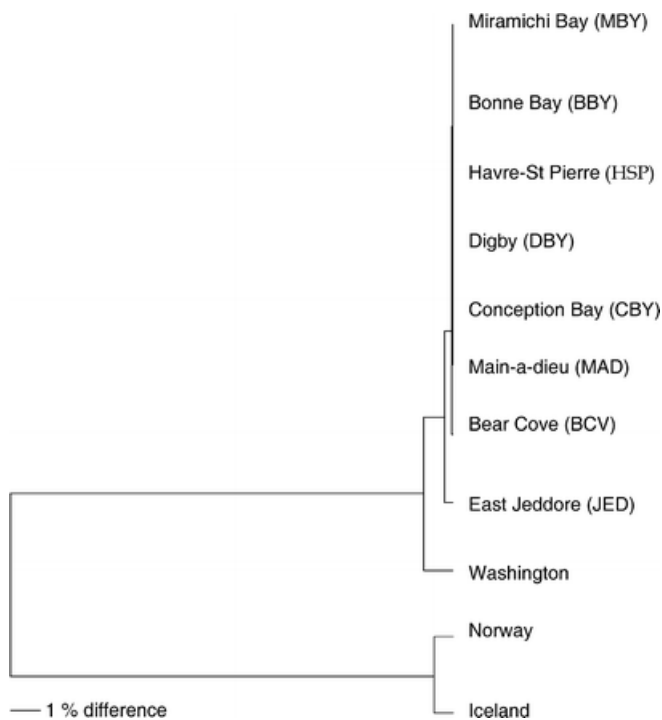 Miramichi Bay (MBY)
Bonne Bay (BBY)
Havre-St Pierre (HSP)
Digby (DBY)
Conception Bay (CBY)
Main-a-dieu (MAD)
Bear Cove (BCV)
East Jeddore (JED)
Washington
Norway
Iceland
1 % difference